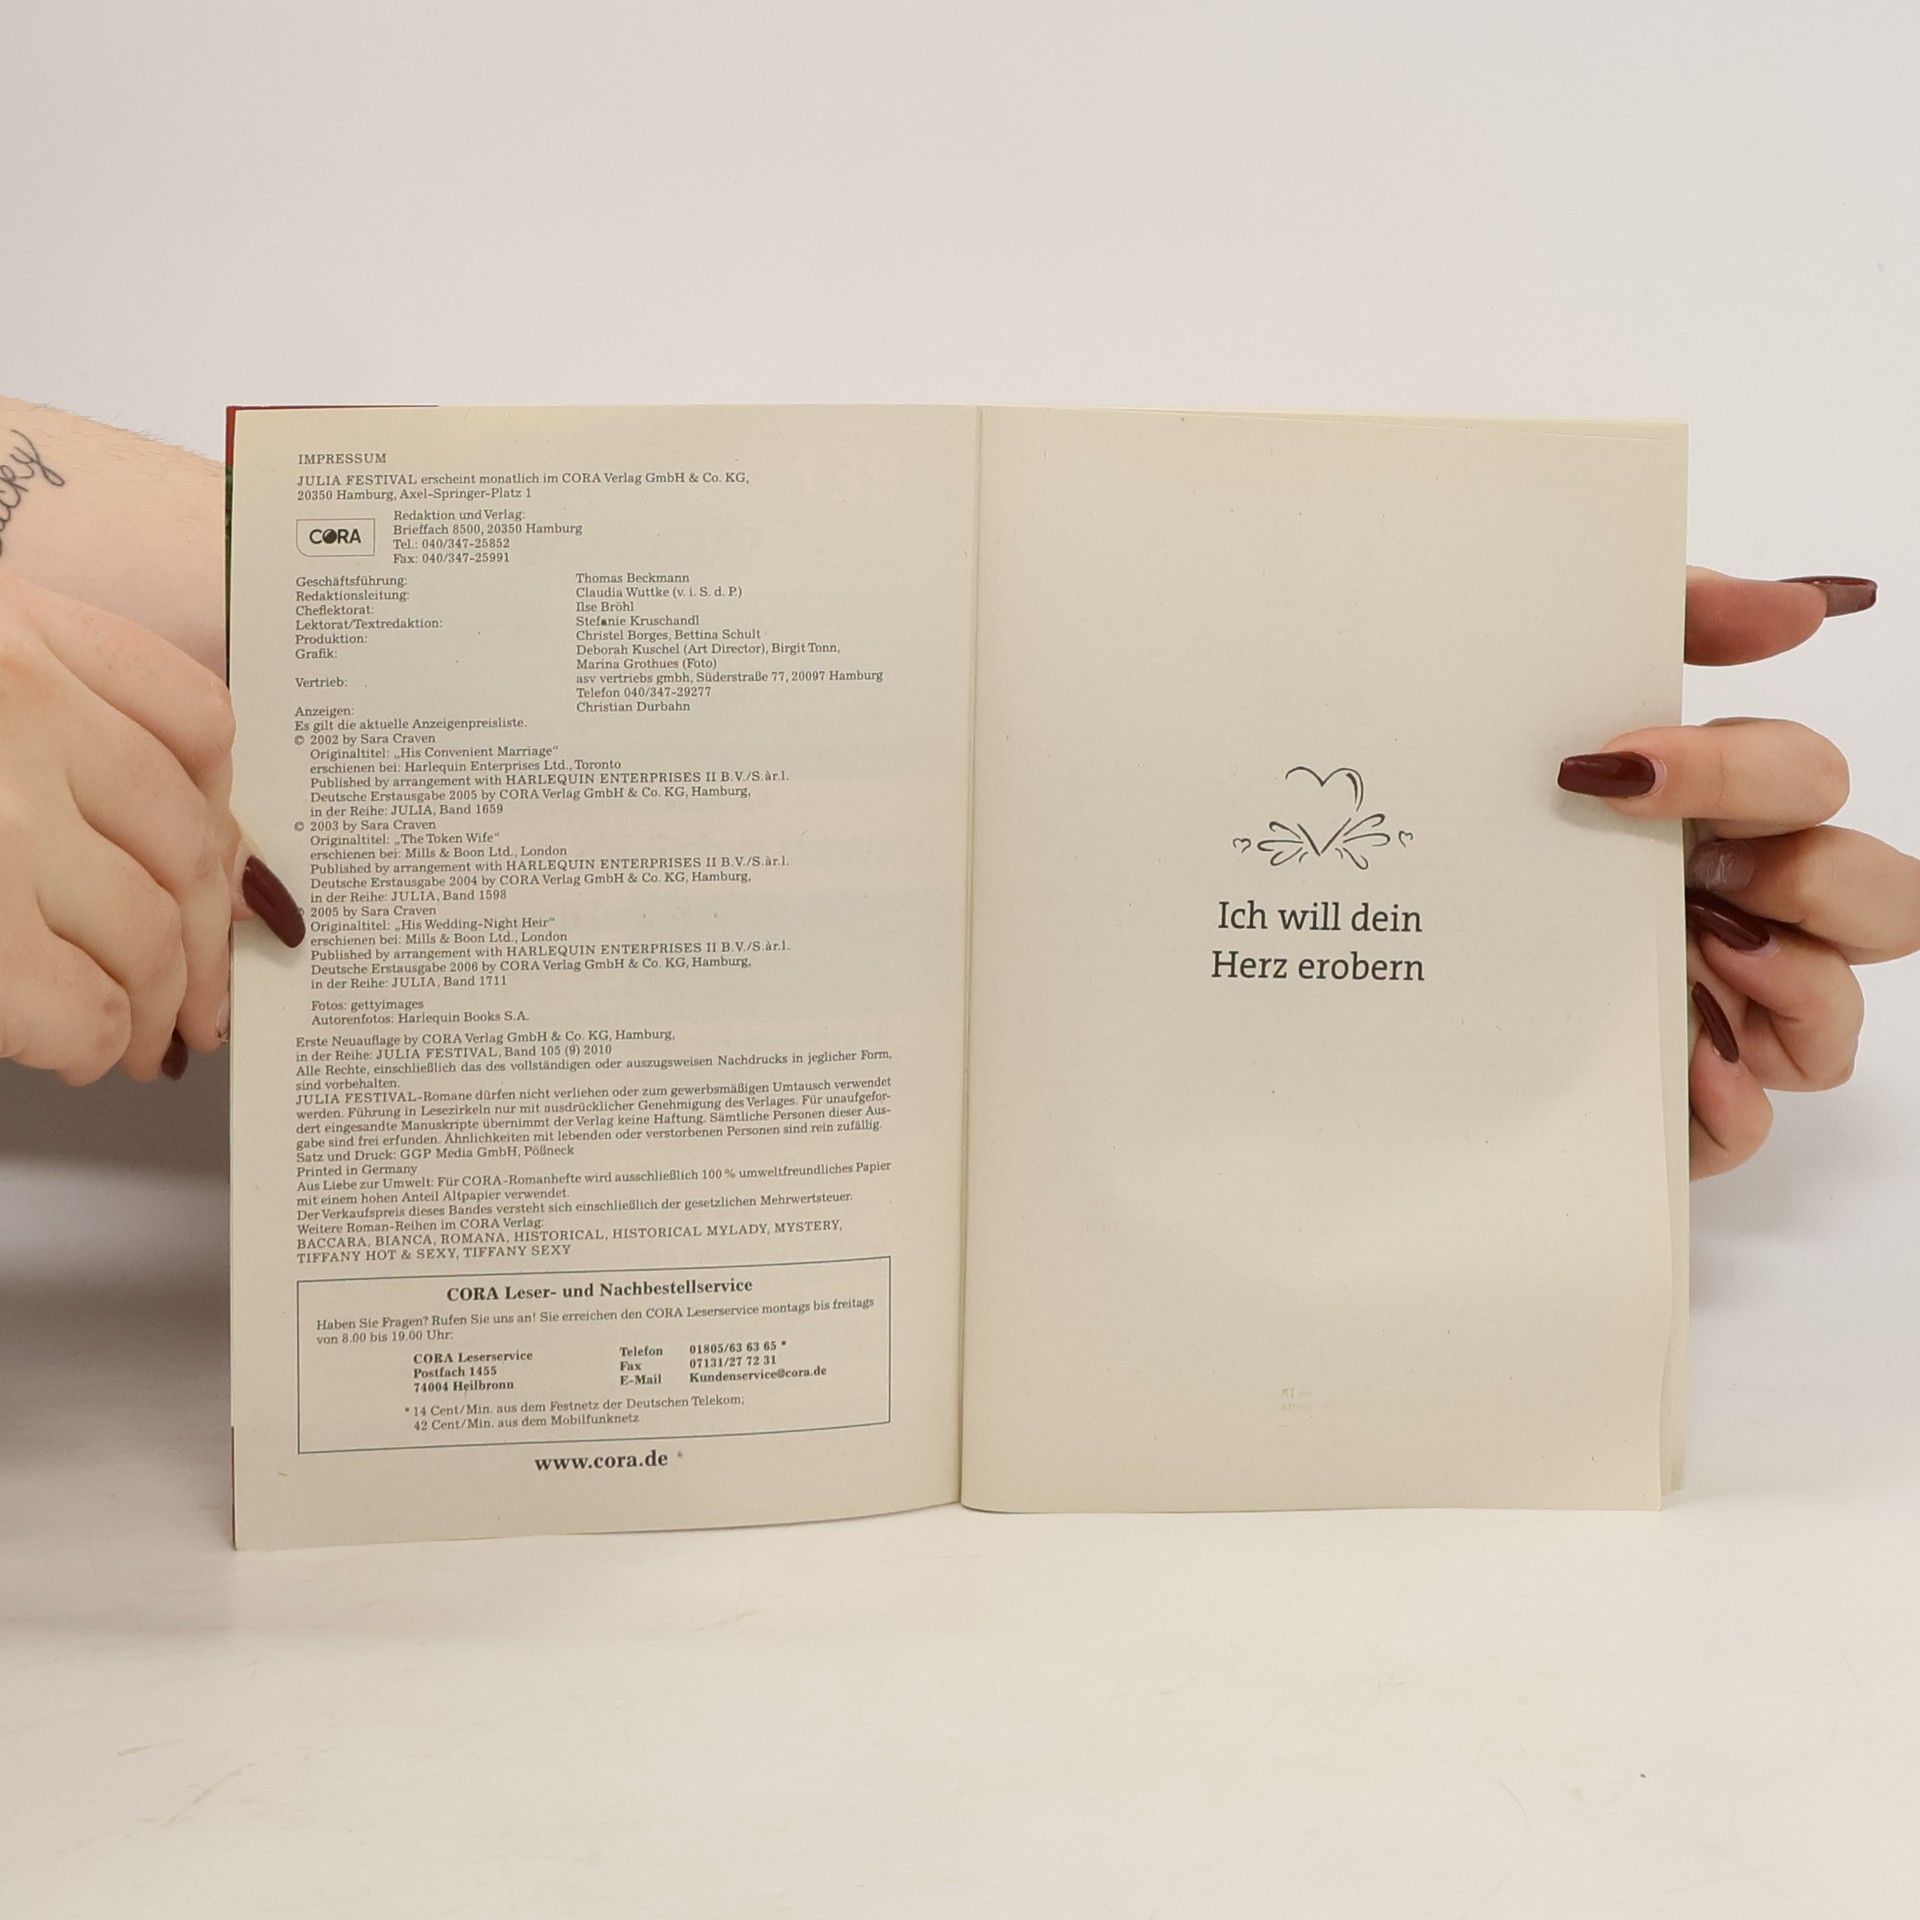 IMPRESSUM
JULIA FESTIVAL erscheint monatlich im CORA Verlag GmbH & Co. KG,
20350 Hamburg, Axel-Springer-Platz 1
CORA
Redaktion und Verlag:
Brieffach 8500, 20350 Hamburg
Tel.: 040/347-25852
Fax: 040/347-25991
Geschäftsführung: Thomas Beckmann
Redaktionsleitung: Claudia Wuttke (v. i. S. d. P.)
Cheflektorat: Ilse Bröhl
Lektorat/Textredaktion: Stefanie Kruschandl
Produktion: Christel Borges, Bettina Schult
Grafik: Deborah Kuschel (Art Director), Birgit Tonn,
Marina Grothues (Foto)
Vertrieb: asv vertriebs gmbh, Süderstraße 77, 20097 Hamburg
Telefon 040/347-29277
Anzeigen: Christian Durbahn
Es gilt die aktuelle Anzeigenpreisliste.
© 2002 by Sara Craven
Originaltitel: „His Convenient Marriage“
erschienen bei: Harlequin Enterprises Ltd., Toronto
Published by arrangement with HARLEQUIN ENTERPRISES II B.V./S.àr.l.
Deutsche Erstausgabe 2005 by CORA Verlag GmbH & Co. KG, Hamburg,
in der Reihe: JULIA, Band 1659
© 2003 by Sara Craven
Originaltitel: „The Token Wife“
erschienen bei: Mills & Boon Ltd., London
Published by arrangement with HARLEQUIN ENTERPRISES II B.V./S.àr.l.
Deutsche Erstausgabe 2004 by CORA Verlag GmbH & Co. KG, Hamburg,
in der Reihe: JULIA, Band 1598
2005 by Sara Craven
Originaltitel: „His Wedding-Night Heir“
erschienen bei: Mills & Boon Ltd., London
Published by arrangement with HARLEQUIN ENTERPRISES II B.V./S.àr.l.
Deutsche Erstausgabe 2006 by CORA Verlag GmbH & Co. KG, Hamburg,
in der Reihe: JULIA, Band 1711
Fotos: gettyimages
Autorenfotos: Harlequin Books S.A.
Erste Neuauflage by CORA Verlag GmbH & Co. KG, Hamburg,
in der Reihe: JULIA FESTIVAL, Band 105 (9) 2010
Alle Rechte, einschließlich das des vollständigen oder auszugsweisen Nachdrucks in jeglicher Form,
sind vorbehalten.
JULIA FESTIVAL-Romane dürfen nicht verliehen oder zum gewerbsmäßigen Umtausch verwendet
werden. Führung in Lesezirkeln nur mit ausdrücklicher Genehmigung des Verlages. Für unaufgefor-
dert eingesandte Manuskripte übernimmt der Verlag keine Haftung. Sämtliche Personen dieser Aus-
gabe sind frei erfunden. Ähnlichkeiten mit lebenden oder verstorbenen Personen sind rein zufällig.
Satz und Druck: GGP Media GmbH, Pößneck
Printed in Germany
Aus Liebe zur Umwelt: Für CORA-Romanhefte wird ausschließlich 100 % umweltfreundliches Papier
mit einem hohen Anteil Altpapier verwendet.
Der Verkaufspreis dieses Bandes versteht sich einschließlich der gesetzlichen Mehrwertsteuer.
Weitere Roman-Reihen im CORA Verlag:
BACCARA, BIANCA, ROMANA, HISTORICAL, HISTORICAL MYLADY, MYSTERY,
TIFFANY HOT & SEXY, TIFFANY SEXY
CORA Leser- und Nachbestellservice
Haben Sie Fragen? Rufen Sie uns an! Sie erreichen den CORA Leserservice montags bis freitags
von 8.00 bis 19.00 Uhr:
CORA Leserservice Telefon 01805/63 63 65 *
Postfach 1455 Fax 07131/27 72 31
74004 Heilbronn E-Mail Kundenservice@cora.de
* 14 Cent/Min. aus dem Festnetz der Deutschen Telekom;
42 Cent/Min. aus dem Mobilfunknetz
www.cora.de
Ich will dein
Herz erobern